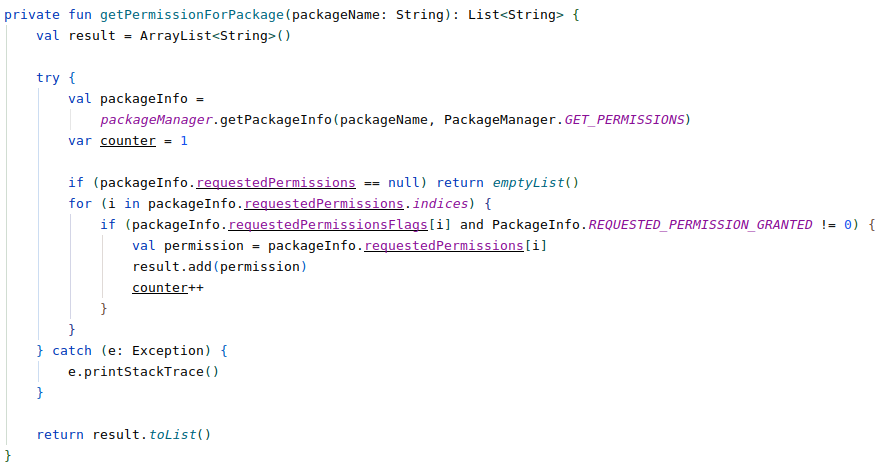 private fun getPermissionForPackage(packageName: String): List<String> {
    val result = ArrayList<String>()

    try {
        val packageInfo =
            packageManager.getPackageInfo(packageName, PackageManager.GET_PERMISSIONS)
        var counter = 1

        if (packageInfo.requestedPermissions == null) return emptyList()
        for (i in packageInfo.requestedPermissions.indices) {
            if (packageInfo.requestedPermissionsFlags[i] and PackageInfo.REQUESTED_PERMISSION_GRANTED != 0) {
                val permission = packageInfo.requestedPermissions[i]
                result.add(permission)
                counter++
            }
        }
    } catch (e: Exception) {
        e.printStackTrace()
    }

    return result.toList()
}